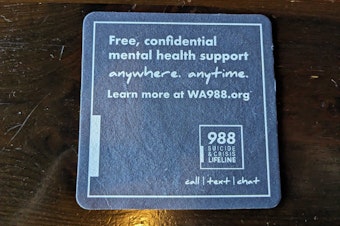 Free, confidential
mental health support
anywhere. anytime.
Learn more at WA988.org
988
SUICIDE
& CRISIS
LIFELINE
call | text | chat